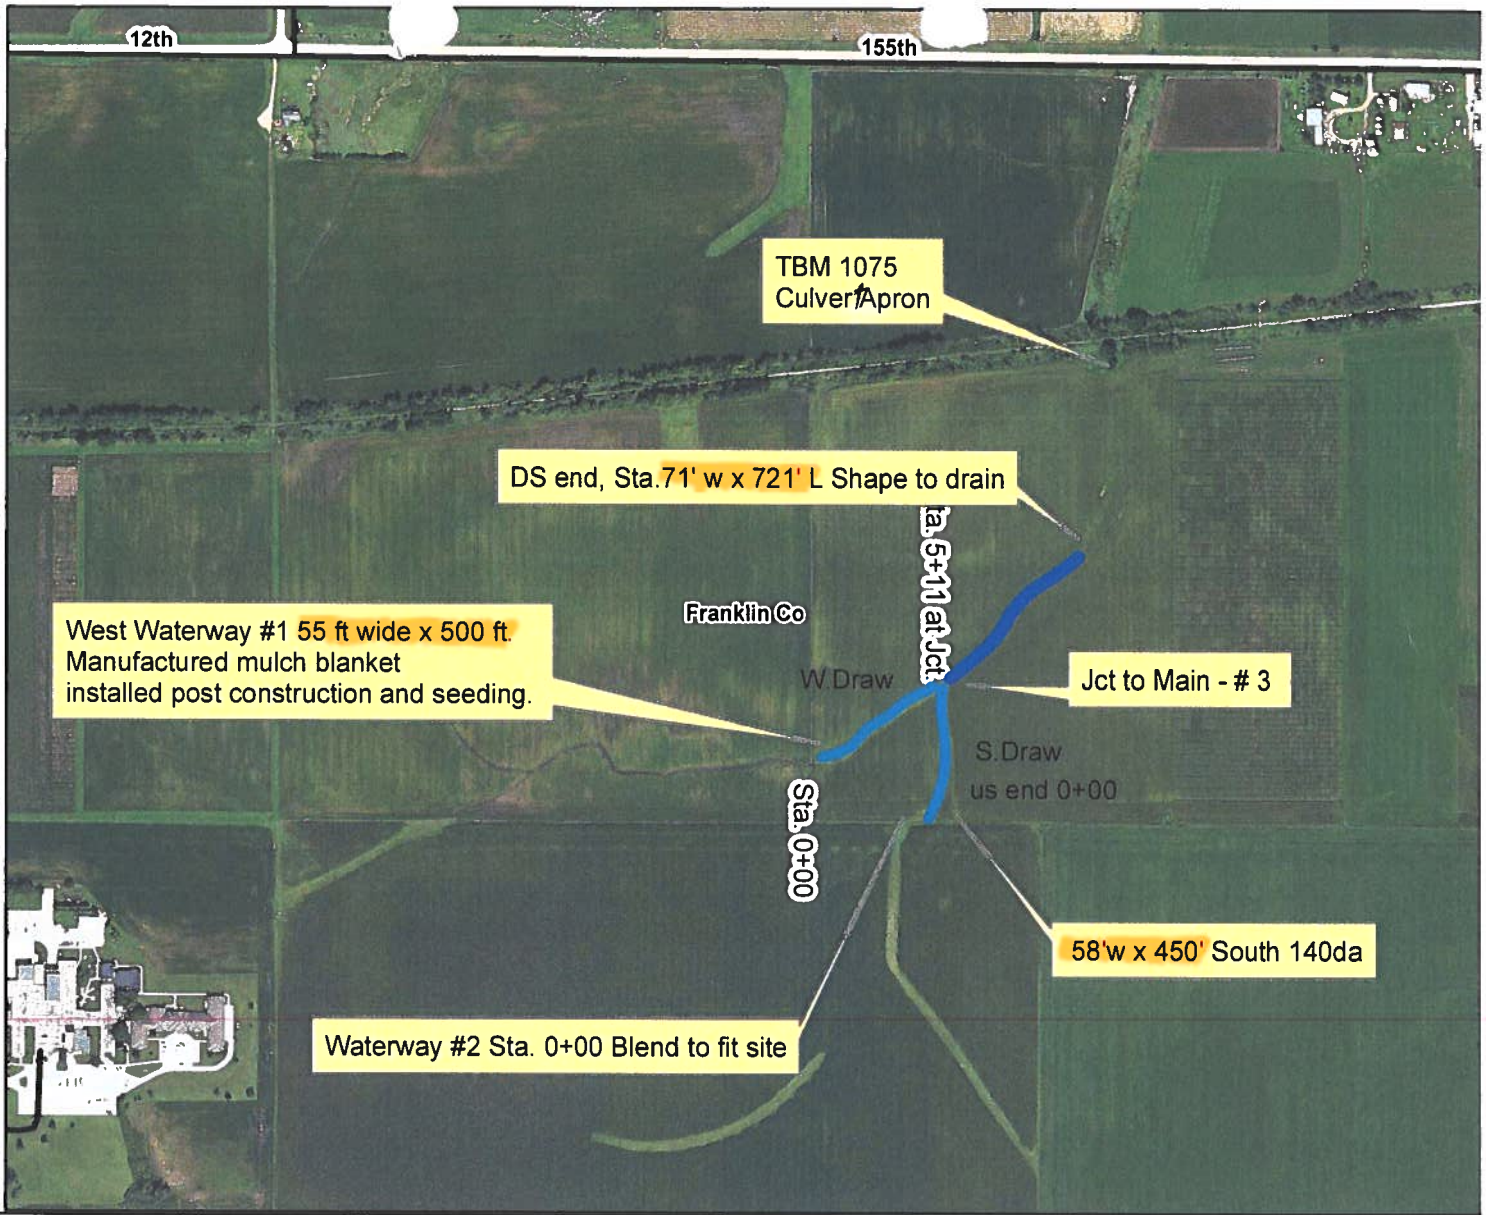 12th
155th
TBM 1075
Culvert Apron
DS end, Sta.71' w x 721' L Shape to drain
ta. 5+11 at Jct
Franklin Co
West Waterway #1 55 ft wide x 500 ft.
Manufactured mulch blanket
installed post construction and seeding.
W.Draw
Jct to Main - # 3
S.Draw
us end 0+00
Sta. 0+00
58'w x 450' South 140da
Waterway #2 Sta. 0+00 Blend to fit site